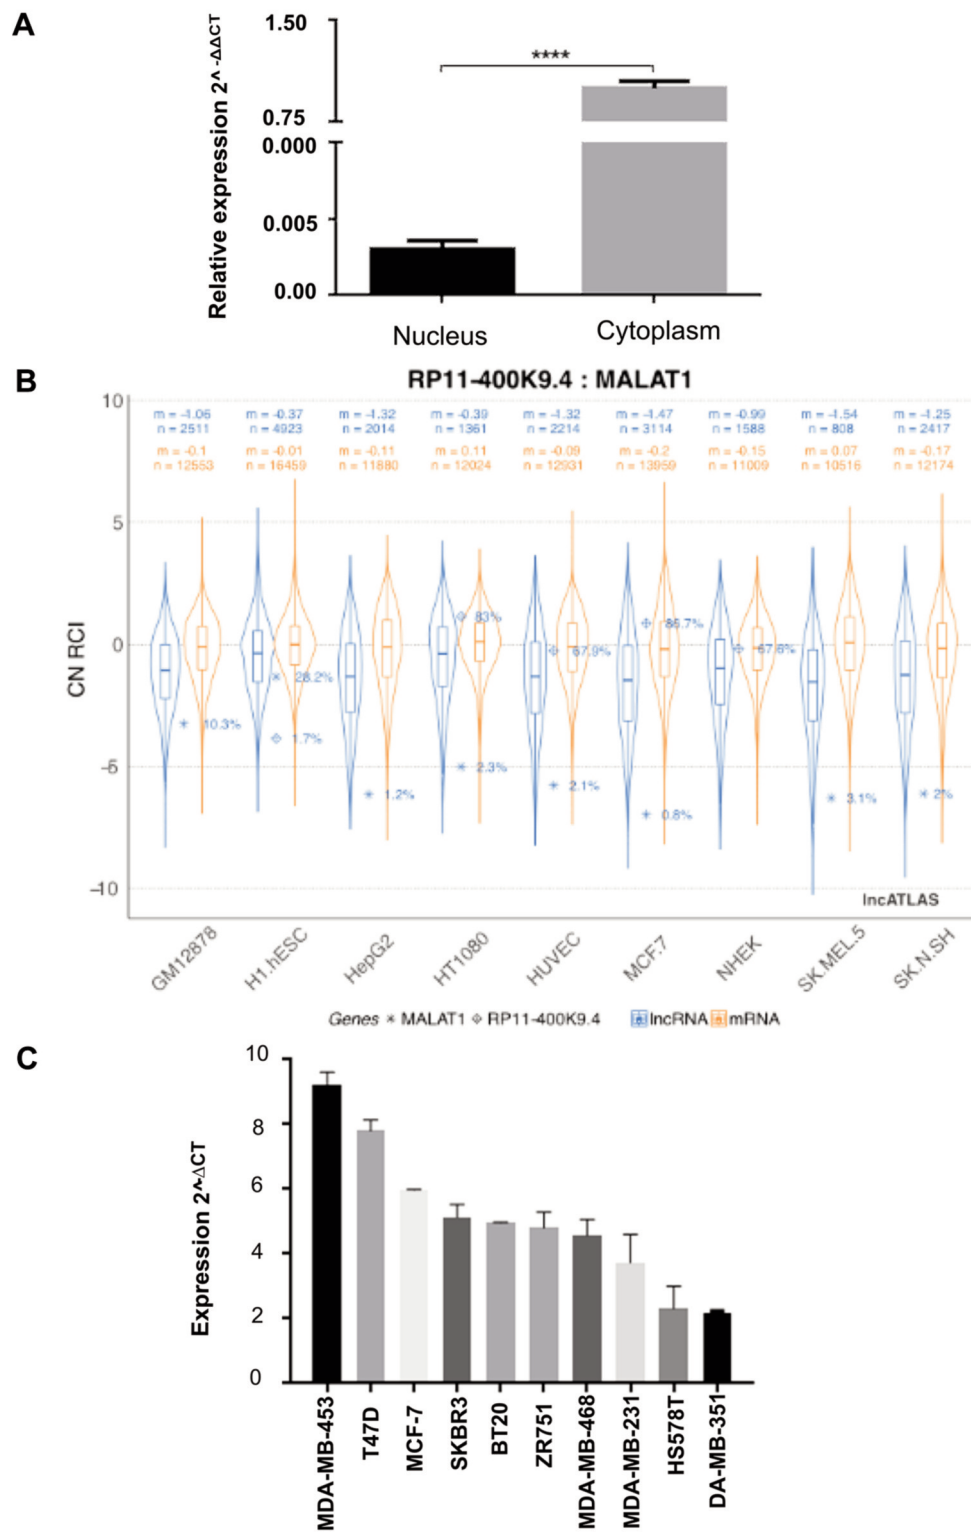 A
Relative expression 2^ -ΔΔCT
1.50
0.75
0.000
0.005
0.00
****
Nucleus
Cytoplasm
B
RP11-400K9.4 : MALAT1
CN RCI
10
5
0
−5
−10
m = −1.06 m = −0.37 m = −1.32 m = −0.39 m = −1.32 m = −1.47 m = −0.99 m = −1.54 m = −1.25
n = 2511 n = 4923 n = 2014 n = 1361 n = 2214 n = 3114 n = 1588 n = 808 n = 2417
m = −0.1 m = −0.01 m = −0.11 m = 0.11 m = −0.09 m = −0.2 m = −0.15 m = 0.07 m = −0.17
n = 12553 n = 16459 n = 11880 n = 12024 n = 12931 n = 13959 n = 11009 n = 10516 n = 12174
10.3%
28.2%
1.7%
1.2%
83%
2.3%
67.9%
2.1%
0.8%
67.6%
3.1%
2%
lncATLAS
GM12878
H1.hESC
HepG2
HT1080
HUVEC
MCF.7
NHEK
SK.MEL.5
SK.N.SH
Genes MALAT1 RP11-400K9.4 lncRNA mRNA
C
Expression 2^-ΔCT
10
8
6
4
2
0
MDA-MB-453
T47D
MCF-7
SKBR3
BT20
ZR751
MDA-MB-468
MDA-MB-231
HS578T
DA-MB-351